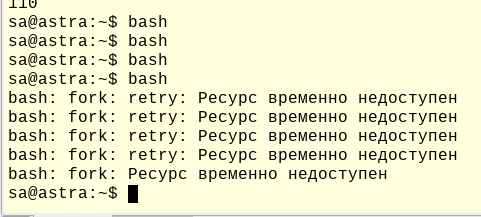 110
sa@astra:~$ bash
sa@astra:~$ bash
sa@astra:~$ bash
sa@astra:~$ bash
bash: fork: retry: Ресурс временно недоступен
bash: fork: retry: Ресурс временно недоступен
bash: fork: retry: Ресурс временно недоступен
bash: fork: retry: Ресурс временно недоступен
bash: fork: Ресурс временно недоступен
sa@astra:~$